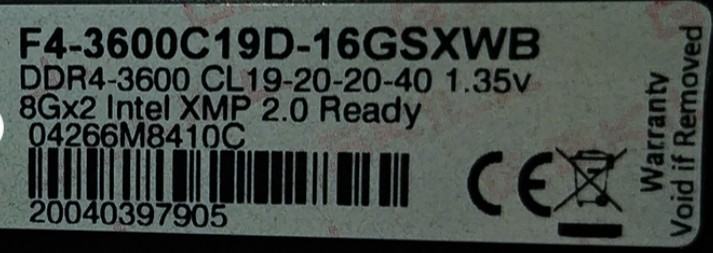 F4-3600C19D-16GSXWB
DDR4-3600 CL19-20-20-40 1.35v
8Gx2 Intel XMP 2.0 Ready
04266M8410C
20040397905
CE
Warranty
Void if Removed